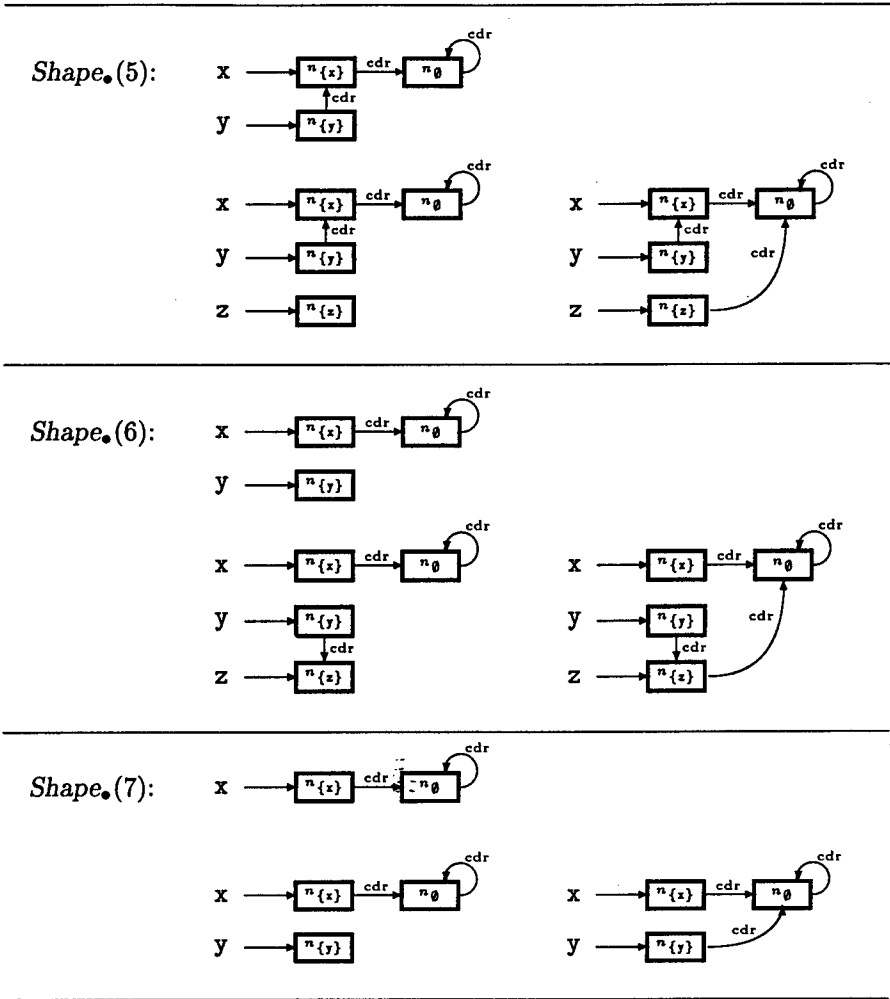 cdr
Shape•(5): x n{x} cdr n∅
cdr
y n{y}
cdr cdr
x n{x} cdr n∅ x n{x} cdr n∅
cdr cdr
y n{y} y n{y} cdr
z n{z} z n{z}
cdr
Shape•(6): x n{x} cdr n∅
y n{y}
cdr cdr
x n{x} cdr n∅ x n{x} cdr n∅
y n{y} y n{y} cdr
cdr cdr
z n{z} z n{z}
cdr
Shape•(7): x n{x} cdr n∅
cdr cdr
x n{x} cdr n∅ x n{x} cdr n∅
y n{y} y n{y} cdr